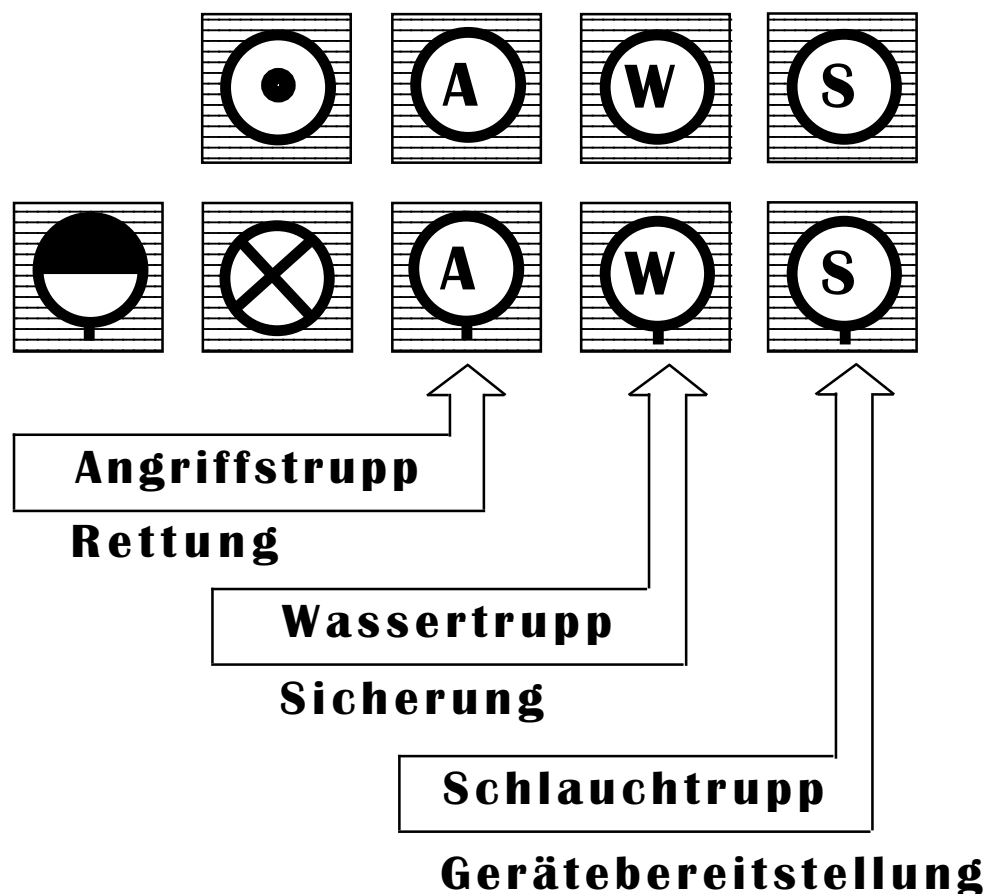 A W S
A W S
Angriffstrupp
Rettung
Wassertrupp
Sicherung
Schlauchtrupp
Gerätebereitstellung